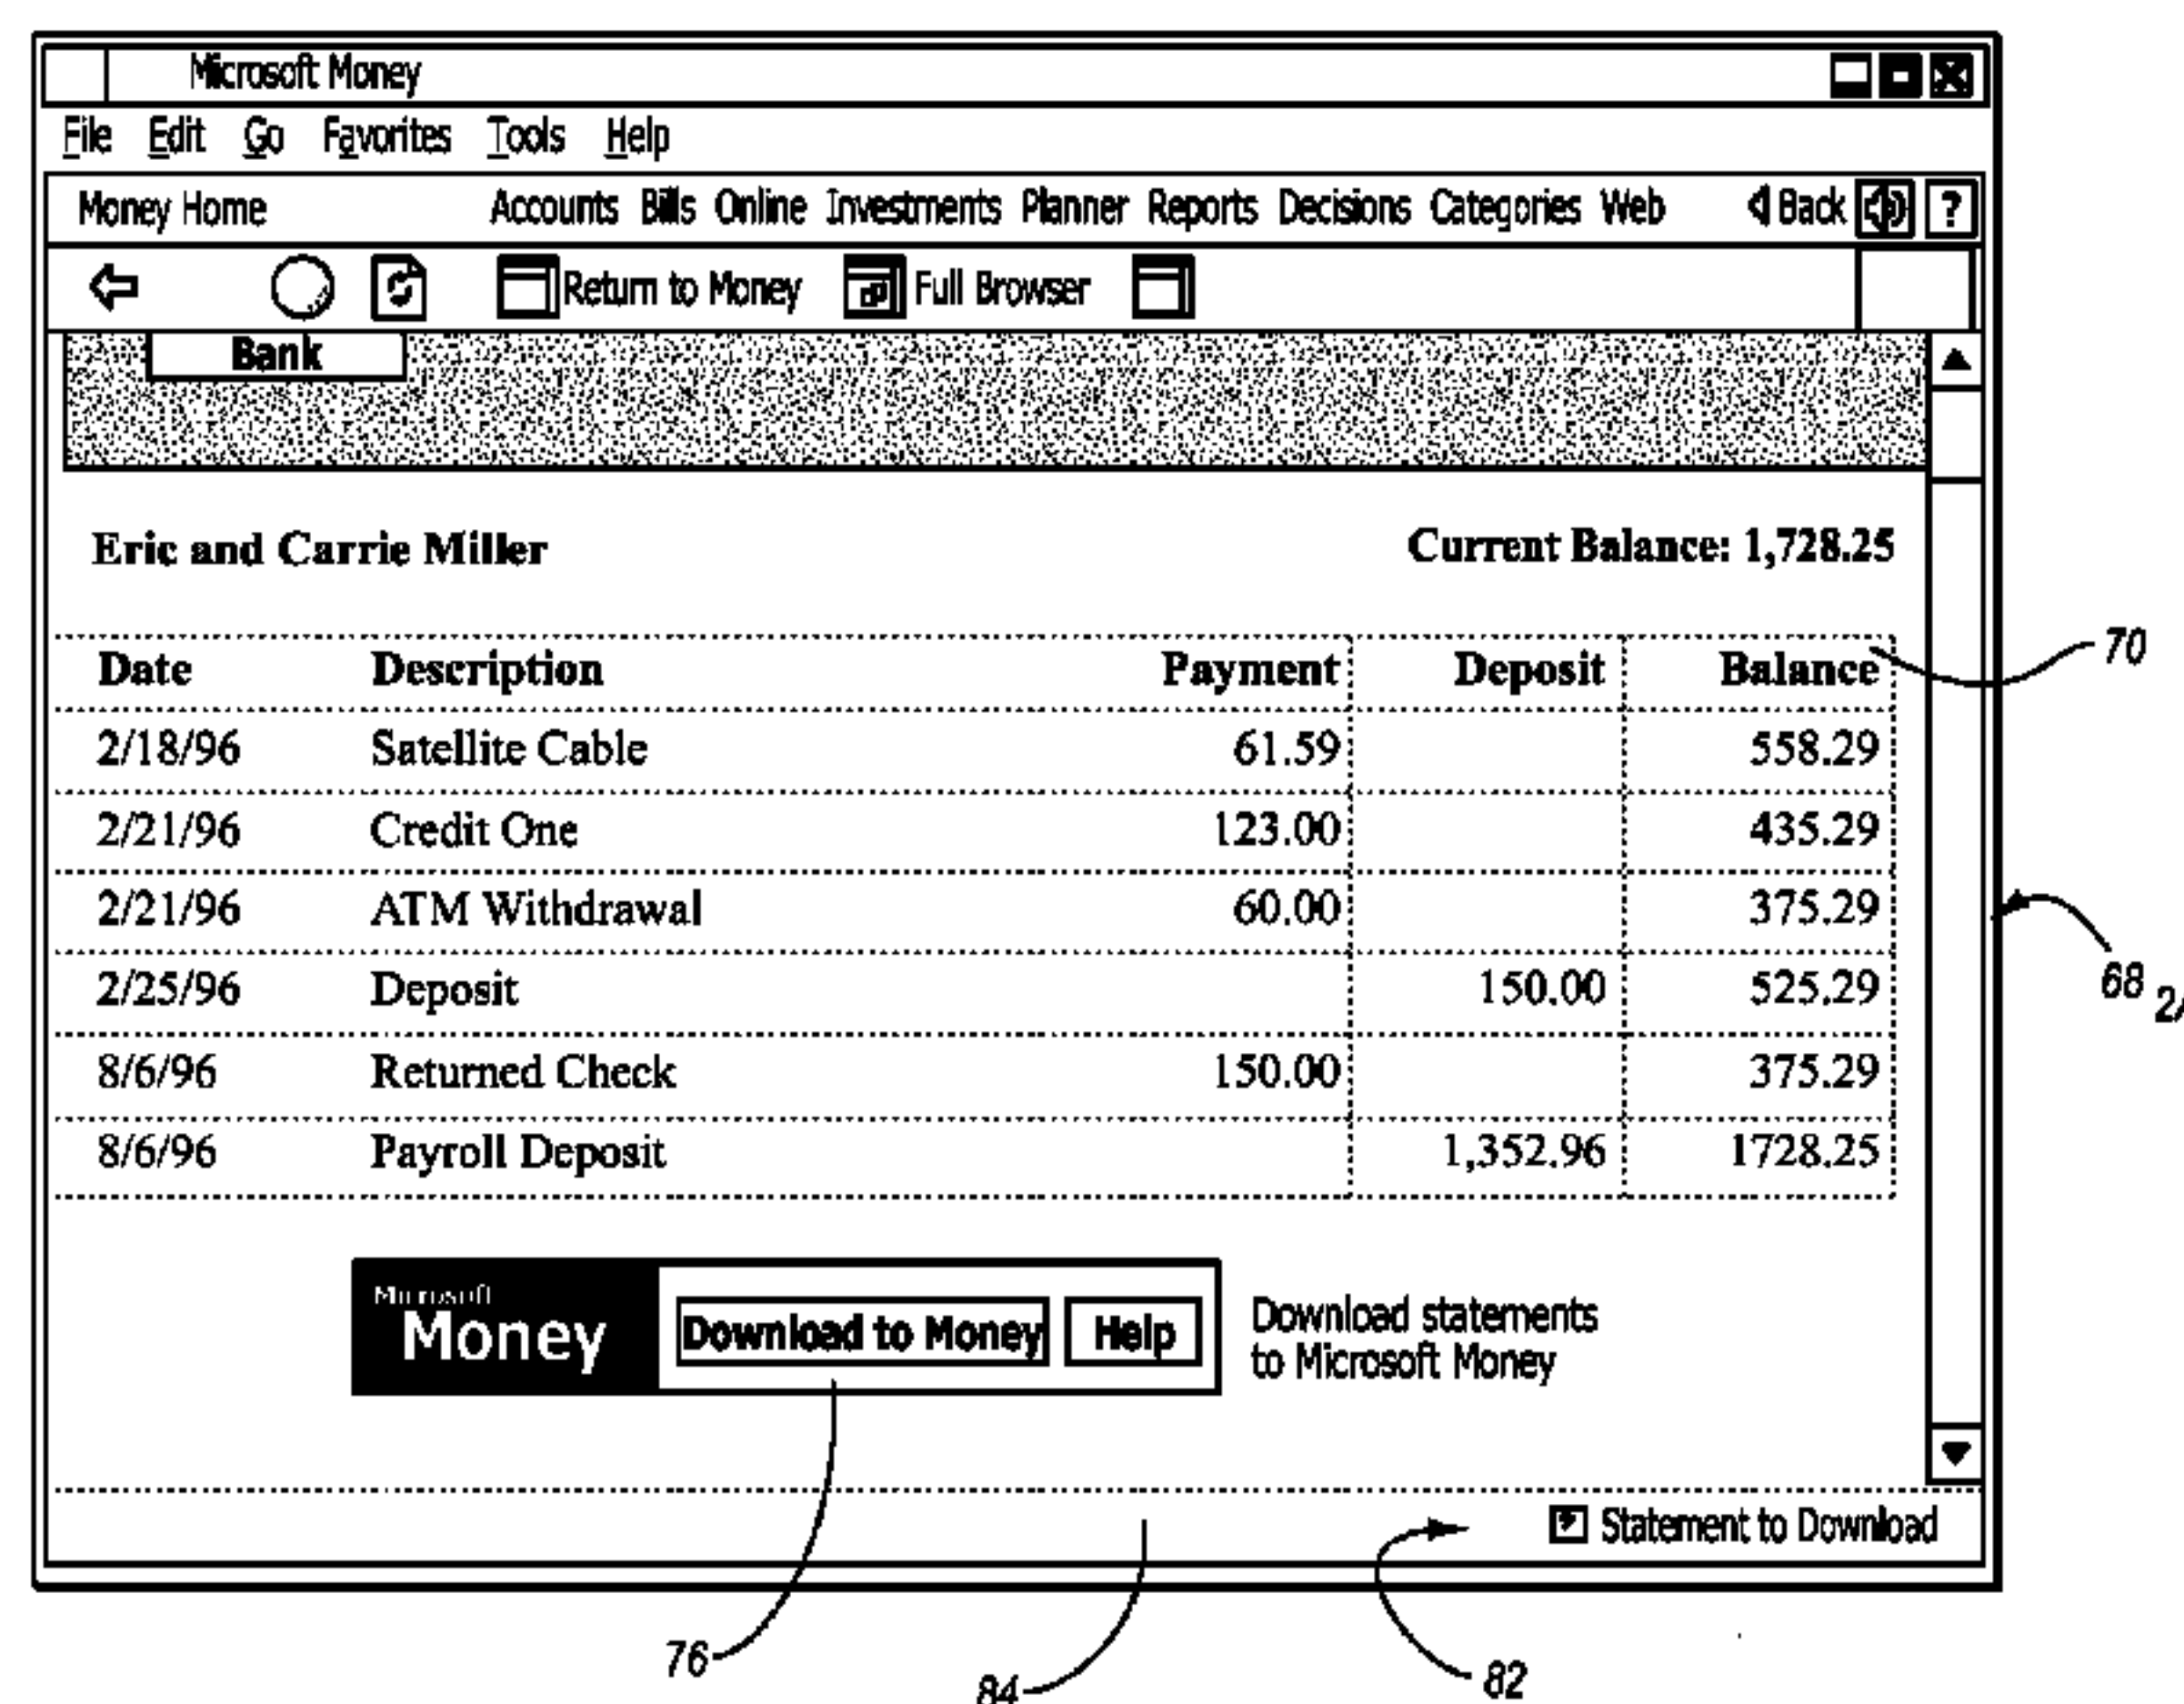 Microsoft Money
File Edit Go Favorites Tools Help
Money Home Accounts Bills Online Investments Planner Reports Decisions Categories Web Back ?
Return to Money Full Browser
Bank
Eric and Carrie Miller Current Balance: 1,728.25
Date Description Payment Deposit Balance
70
2/18/96 Satellite Cable 61.59 558.29
2/21/96 Credit One 123.00 435.29
2/21/96 ATM Withdrawal 60.00 375.29
2/25/96 Deposit 150.00 525.29
68
8/6/96 Returned Check 150.00 375.29
8/6/96 Payroll Deposit 1,352.96 1728.25
Microsoft
Money
Download to Money Help
Download statements
to Microsoft Money
Statement to Download
76
84
82